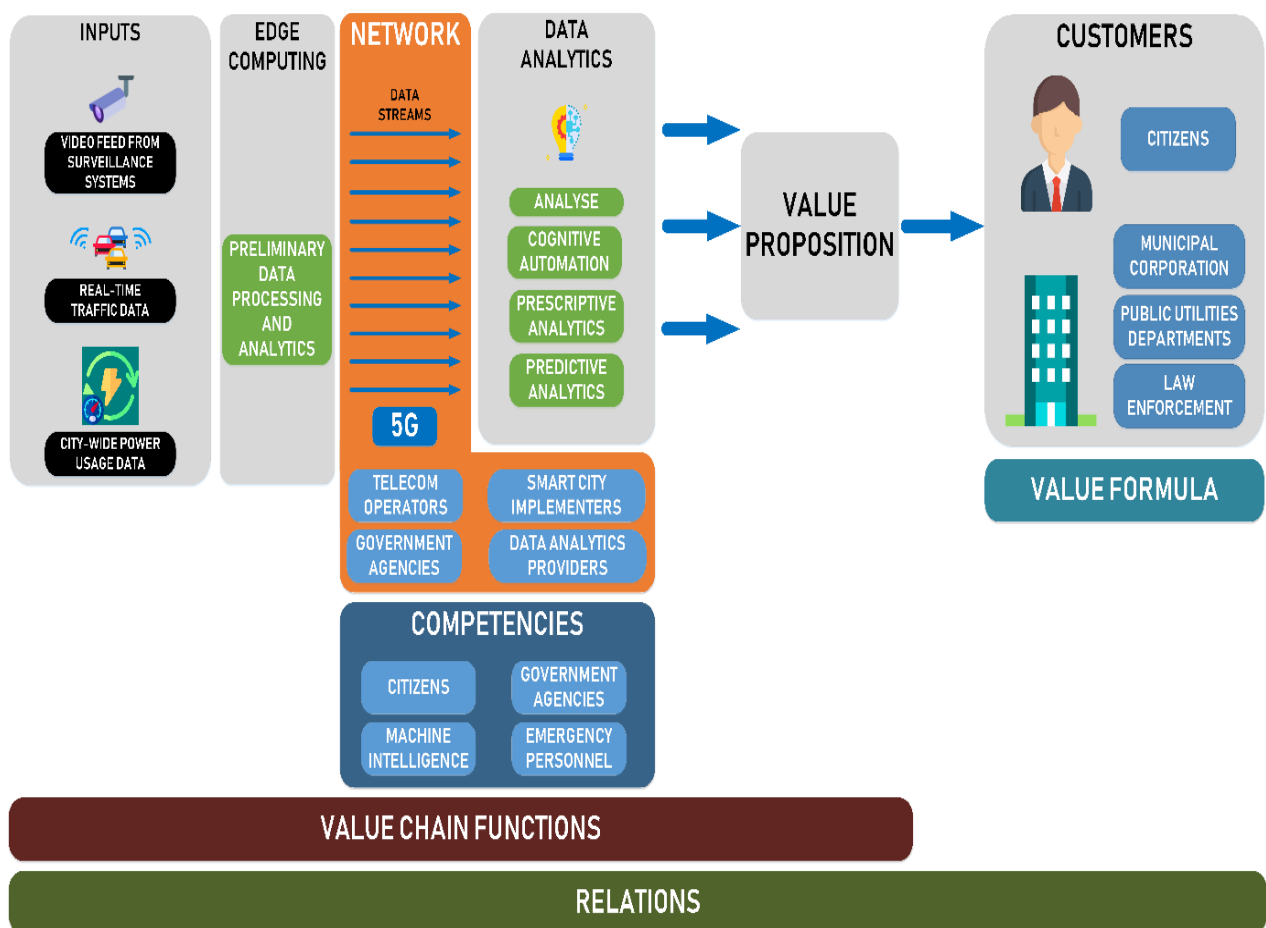 INPUTS
VIDEO FEED FROM
SURVEILLANCE
SYSTEMS
REAL-TIME
TRAFFIC DATA
CITY-WIDE POWER
USAGE DATA
EDGE
COMPUTING
PRELIMINARY
DATA
PROCESSING
AND
ANALYTICS
NETWORK
DATA
STREAMS
5G
TELECOM
OPERATORS
SMART CITY
IMPLEMENTERS
GOVERNMENT
AGENCIES
DATA ANALYTICS
PROVIDERS
DATA
ANALYTICS
ANALYSE
COGNITIVE
AUTOMATION
PRESCRIPTIVE
ANALYTICS
PREDICTIVE
ANALYTICS
COMPETENCIES
CITIZENS
GOVERNMENT
AGENCIES
MACHINE
INTELLIGENCE
EMERGENCY
PERSONNEL
VALUE
PROPOSITION
CUSTOMERS
CITIZENS
MUNICIPAL
CORPORATION
PUBLIC UTILITIES
DEPARTMENTS
LAW
ENFORCEMENT
VALUE FORMULA
VALUE CHAIN FUNCTIONS
RELATIONS